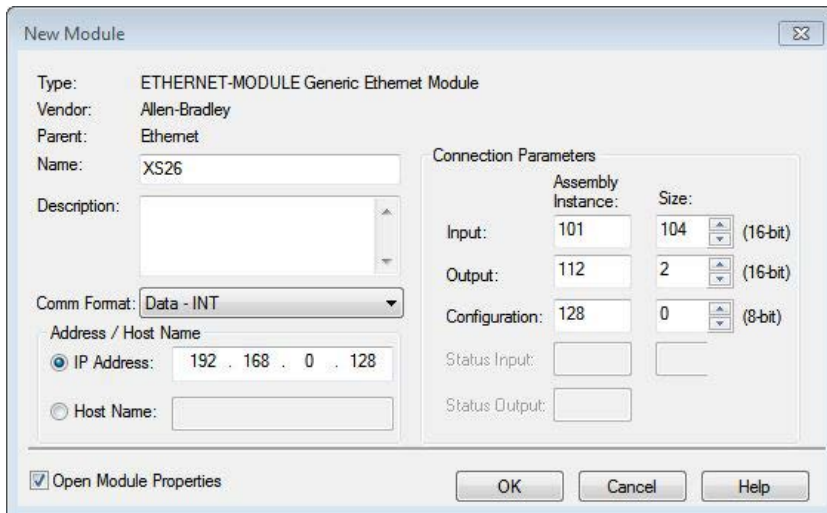 New Module
Type: ETHERNET-MODULE Generic Ethernet Module
Vendor: Allen-Bradley
Parent: Ethernet
Name: XS26
Description:
Comm Format: Data - INT
Address / Host Name
IP Address: 192 . 168 . 0 . 128
Host Name:
Connection Parameters
Assembly
Instance: Size:
Input: 101 104 (16-bit)
Output: 112 2 (16-bit)
Configuration: 128 0 (8-bit)
Status Input:
Status Output:
Open Module Properties
OK Cancel Help